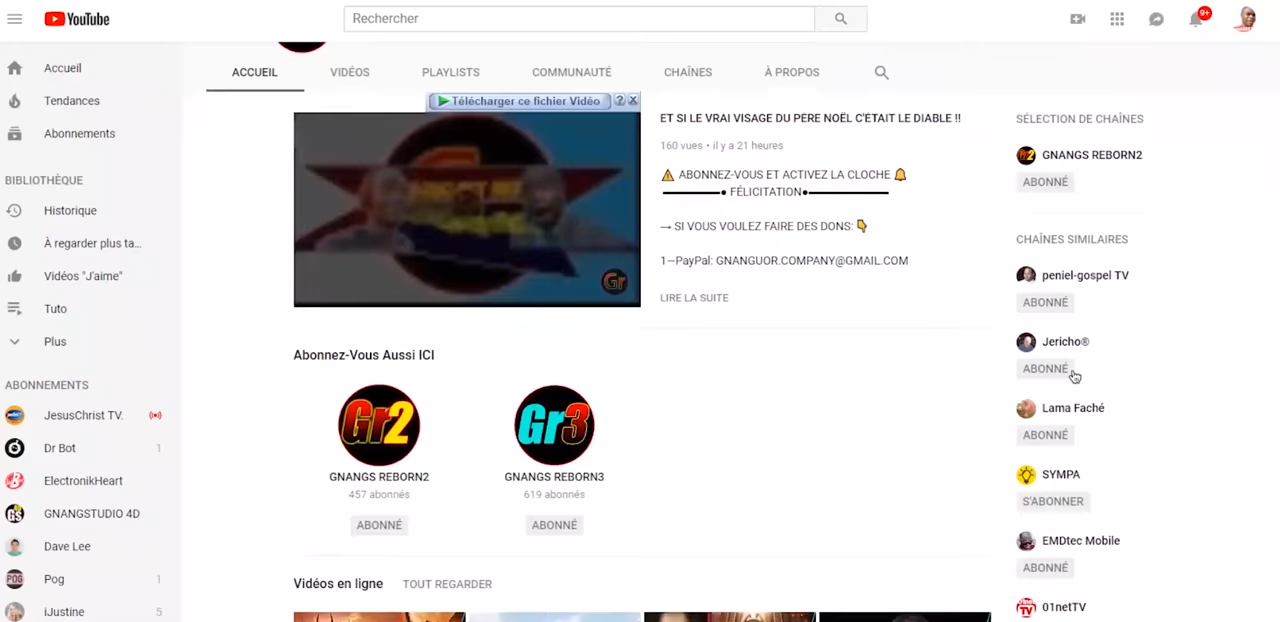 YouTube
Rechercher
9+
Accueil
Tendances
Abonnements
BIBLIOTHÈQUE
Historique
À regarder plus ta...
Vidéos "J'aime"
Tuto
Plus
ABONNEMENTS
JesusChrist TV.
Dr Bot 1
ElectronikHeart
GNANGSTUDIO 4D
Dave Lee
POG
Pog 1
iJustine 5
ACCUEIL VIDÉOS PLAYLISTS COMMUNAUTÉ CHAÎNES À PROPOS
Télécharger ce fichier Vidéo ? X
Gr
ET SI LE VRAI VISAGE DU PÈRE NOËL C'ÉTAIT LE DIABLE !!
160 vues • il y a 21 heures
⚠ ABONNEZ-VOUS ET ACTIVEZ LA CLOCHE 🔔
━━━━━━● FÉLICITATION●━━━━━━━━
→ SI VOUS VOULEZ FAIRE DES DONS: 👇
1--PayPal: GNANGUOR.COMPANY@GMAIL.COM
LIRE LA SUITE
Abonnez-Vous Aussi ICI
Gr2
GNANGS REBORN2
457 abonnés
ABONNÉ
Gr3
GNANGS REBORN3
619 abonnés
ABONNÉ
Vidéos en ligne TOUT REGARDER
SÉLECTION DE CHAÎNES
Gr2
GNANGS REBORN2
ABONNÉ
CHAÎNES SIMILAIRES
peniel-gospel TV
ABONNÉ
Jericho®
ABONNÉ
Lama Faché
ABONNÉ
SYMPA
S'ABONNER
EMDtec Mobile
ABONNÉ
01netTV